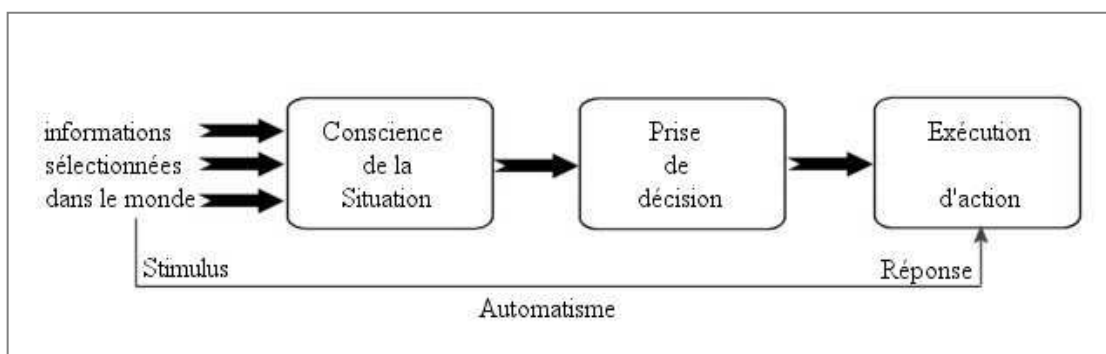 informations
sélectionnées
dans le monde
Conscience
de la
Situation
Prise
de
décision
Exécution
d'action
Stimulus
Réponse
Automatisme